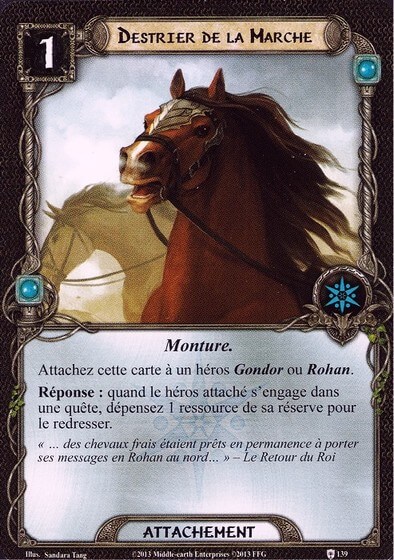 1
DESTRIER DE LA MARCHE
Monture.
Attachez cette carte à un héros Gondor ou Rohan.
Réponse : quand le héros attaché s'engage dans
une quête, dépensez 1 ressource de sa réserve pour
le redresser.
« … des chevaux frais étaient prêts en permanence à porter
ses messages en Rohan au nord… » – Le Retour du Roi
ATTACHEMENT
Illus. Sandara Tang ©2013 Middle-earth Enterprises ©2013 FFG 139